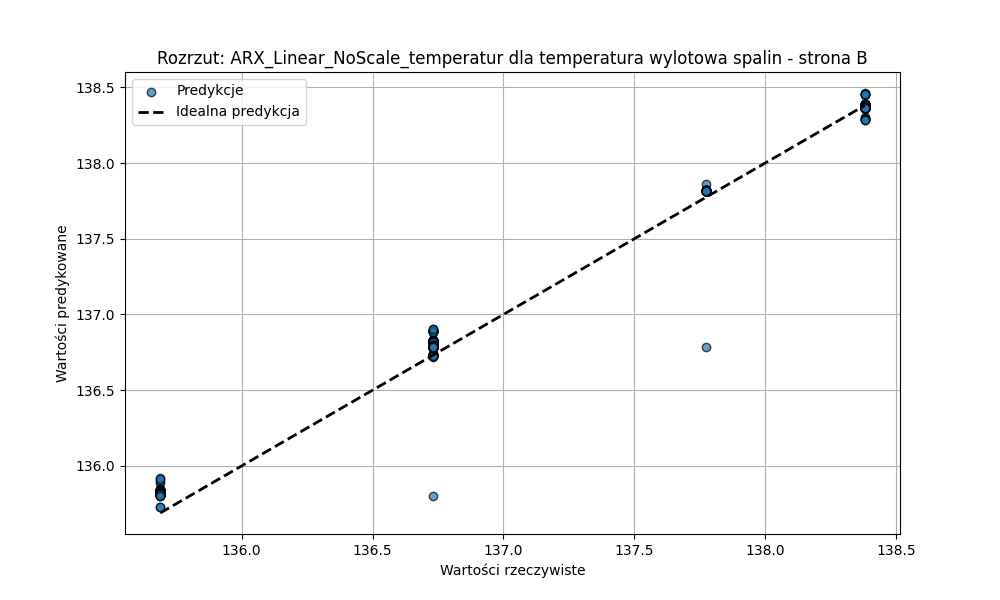 Rozrzut: ARX_Linear_NoScale_temperatur dla temperatura wylotowa spalin - strona B
Predykcje
Idealna predykcja
Wartości predykowane
138.5
138.0
137.5
137.0
136.5
136.0
136.0 136.5 137.0 137.5 138.0 138.5
Wartości rzeczywiste